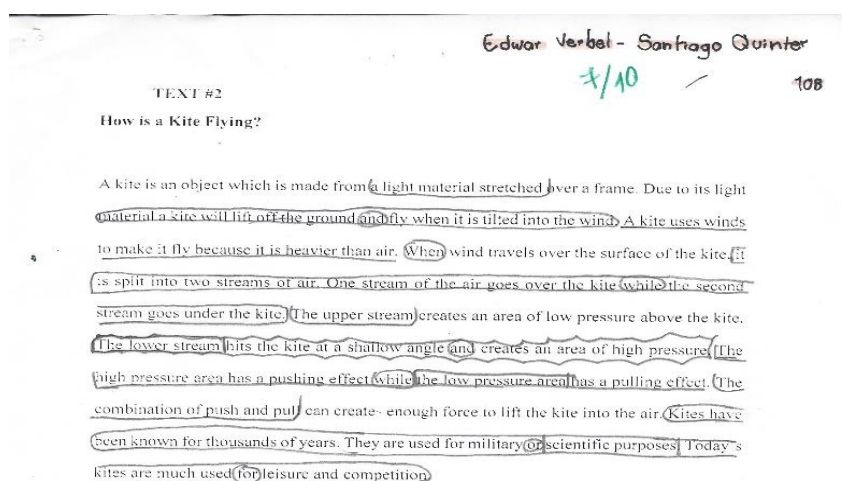 Edwar Verbel - Santiago Quinter
7/10
108
TEXT #2
How is a Kite Flying?
A kite is an object which is made from a light material stretched over a frame. Due to its light
material a kite will lift off the ground and fly when it is tilted into the wind. A kite uses winds
to make it fly because it is heavier than air. When wind travels over the surface of the kite, it
is split into two streams of air. One stream of the air goes over the kite while the second
stream goes under the kite. The upper stream creates an area of low pressure above the kite.
The lower stream hits the kite at a shallow angle and creates an area of high pressure. The
high pressure area has a pushing effect while the low pressure area has a pulling effect. The
combination of push and pull can create enough force to lift the kite into the air. Kites have
been known for thousands of years. They are used for military or scientific purposes. Today's
kites are much used for leisure and competition.